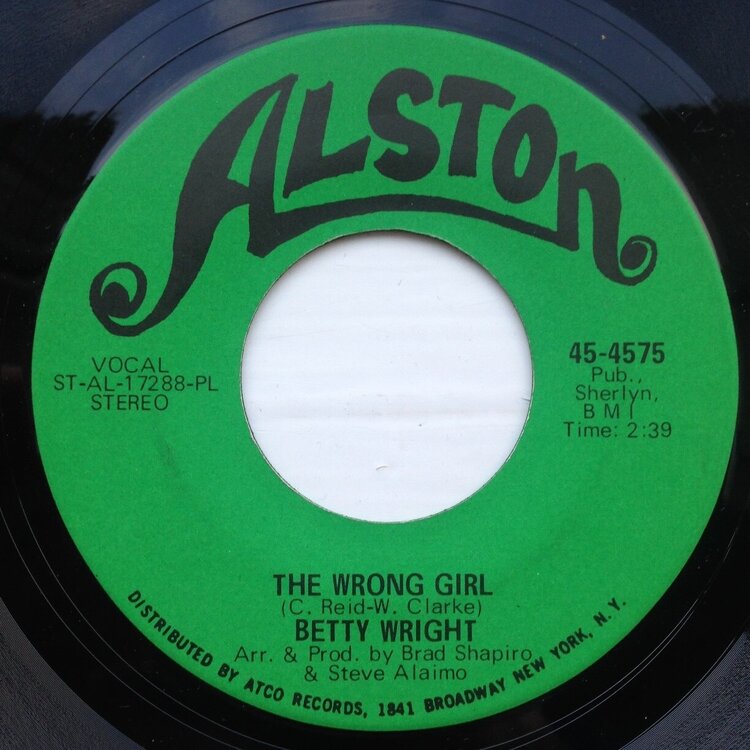 ALSTON
VOCAL
ST-AL-17288-PL
STEREO
45-4575
Pub.,
Sherlyn,
B M I
Time: 2:39
THE WRONG GIRL
(C. Reid-W. Clarke)
BETTY WRIGHT
Arr. & Prod. by Brad Shapiro
& Steve Alaimo
DISTRIBUTED BY ATCO RECORDS, 1841 BROADWAY NEW YORK, N.Y.